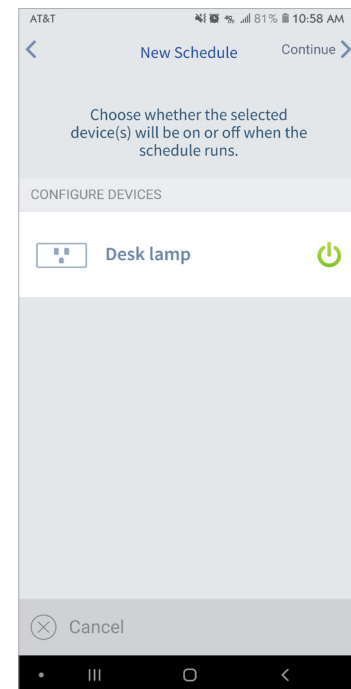 AT&T 81% 10:58 AM
New Schedule Continue
Choose whether the selected
device(s) will be on or off when the
schedule runs.
CONFIGURE DEVICES
Desk lamp
Cancel